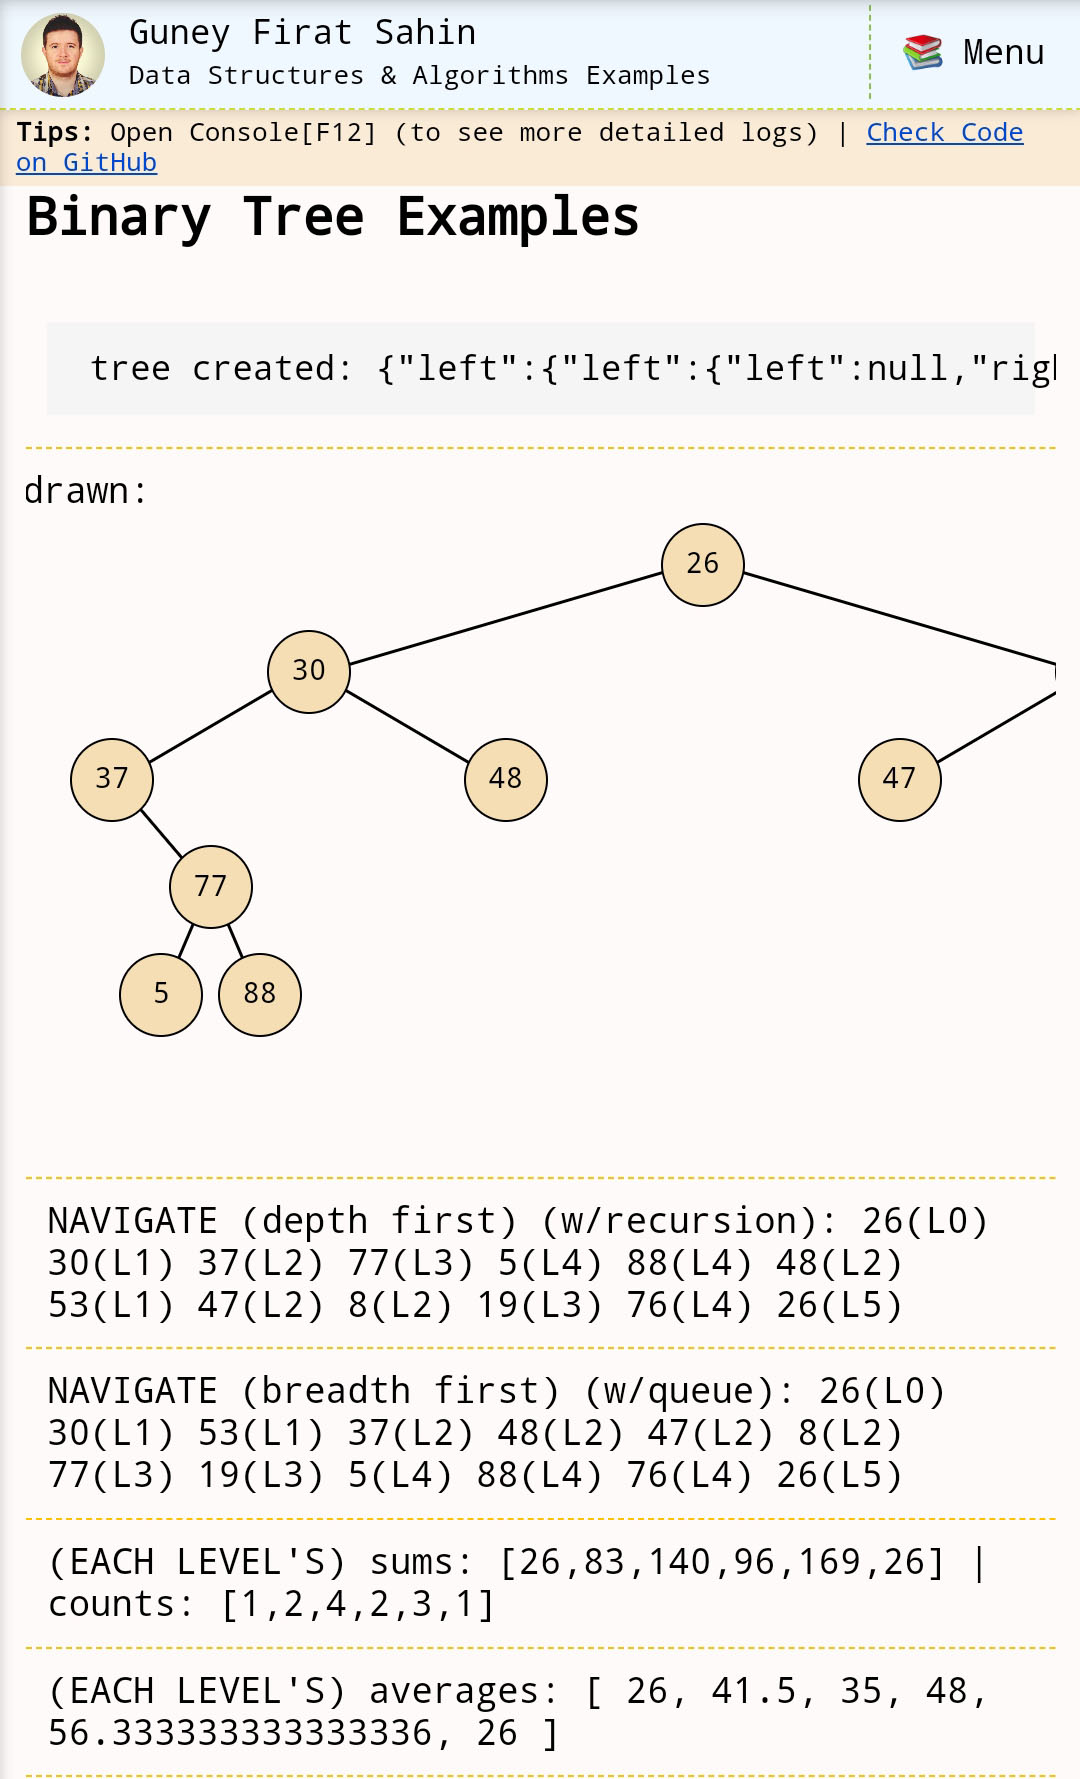 Guney Firat Sahin
Data Structures & Algorithms Examples
📚 Menu
Tips: Open Console[F12] (to see more detailed logs) | Check Code
on GitHub
Binary Tree Examples
tree created: {"left":{"left":{"left":null,"righ
drawn:
26
30
37
48
47
77
5
88
NAVIGATE (depth first) (w/recursion): 26(L0)
30(L1) 37(L2) 77(L3) 5(L4) 88(L4) 48(L2)
53(L1) 47(L2) 8(L2) 19(L3) 76(L4) 26(L5)
NAVIGATE (breadth first) (w/queue): 26(L0)
30(L1) 53(L1) 37(L2) 48(L2) 47(L2) 8(L2)
77(L3) 19(L3) 5(L4) 88(L4) 76(L4) 26(L5)
(EACH LEVEL'S) sums: [26,83,140,96,169,26] |
counts: [1,2,4,2,3,1]
(EACH LEVEL'S) averages: [ 26, 41.5, 35, 48,
56.333333333333336, 26 ]